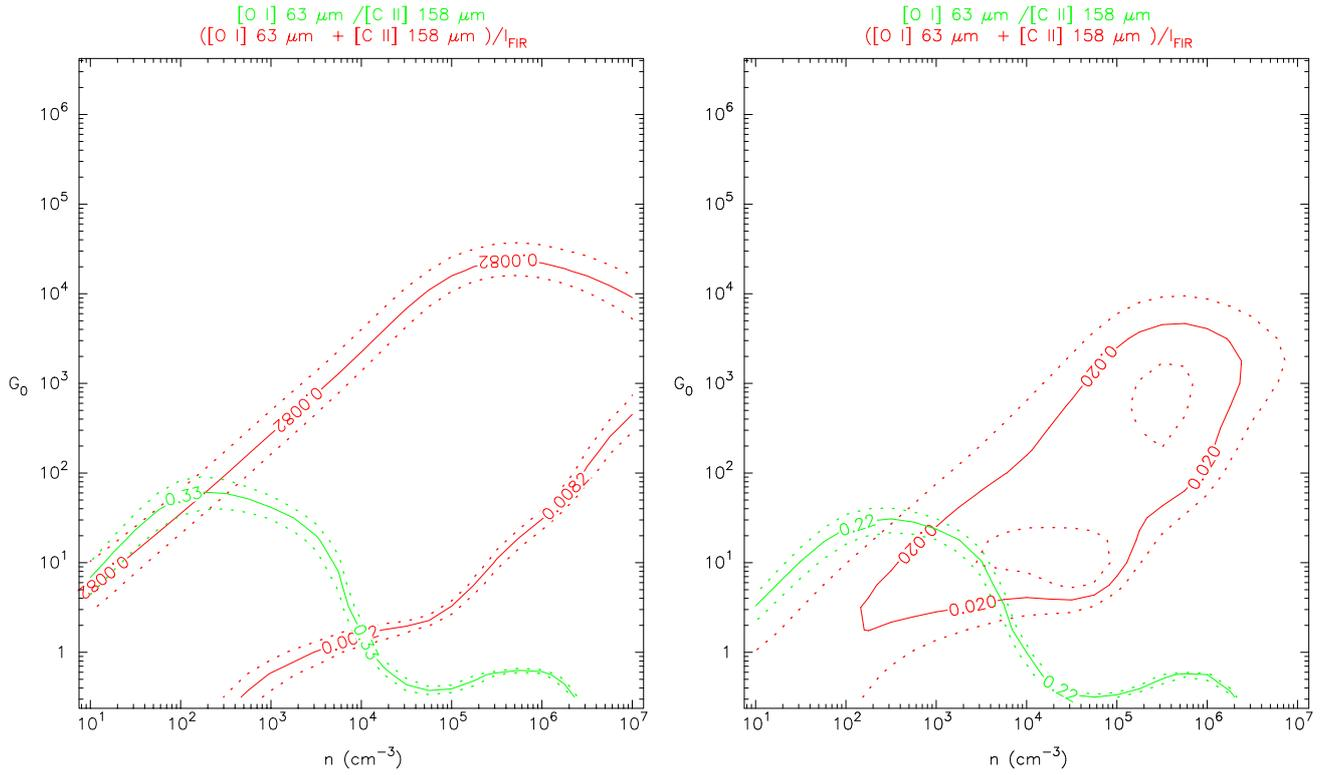 [O I] 63 μm /[C II] 158 μm
([O I] 63 μm + [C II] 158 μm )/I_FIR
10^6
10^5
10^4
10^3
10^2
10^1
1
G_0
0.0082
0.0082
0.0082
0.0082
0.33
0.33
10^1 10^2 10^3 10^4 10^5 10^6 10^7
n (cm^-3)
[O I] 63 μm /[C II] 158 μm
([O I] 63 μm + [C II] 158 μm )/I_FIR
10^6
10^5
10^4
10^3
10^2
10^1
1
G_0
0.020
0.020
0.020
0.020
0.22
0.22
10^1 10^2 10^3 10^4 10^5 10^6 10^7
n (cm^-3)